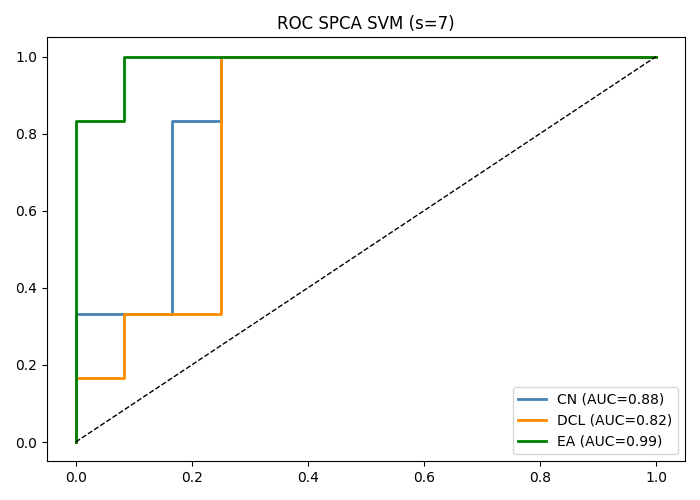 ROC SPCA SVM (s=7)
1.0
0.8
0.6
0.4
0.2
0.0
CN (AUC=0.88)
DCL (AUC=0.82)
EA (AUC=0.99)
0.0 0.2 0.4 0.6 0.8 1.0